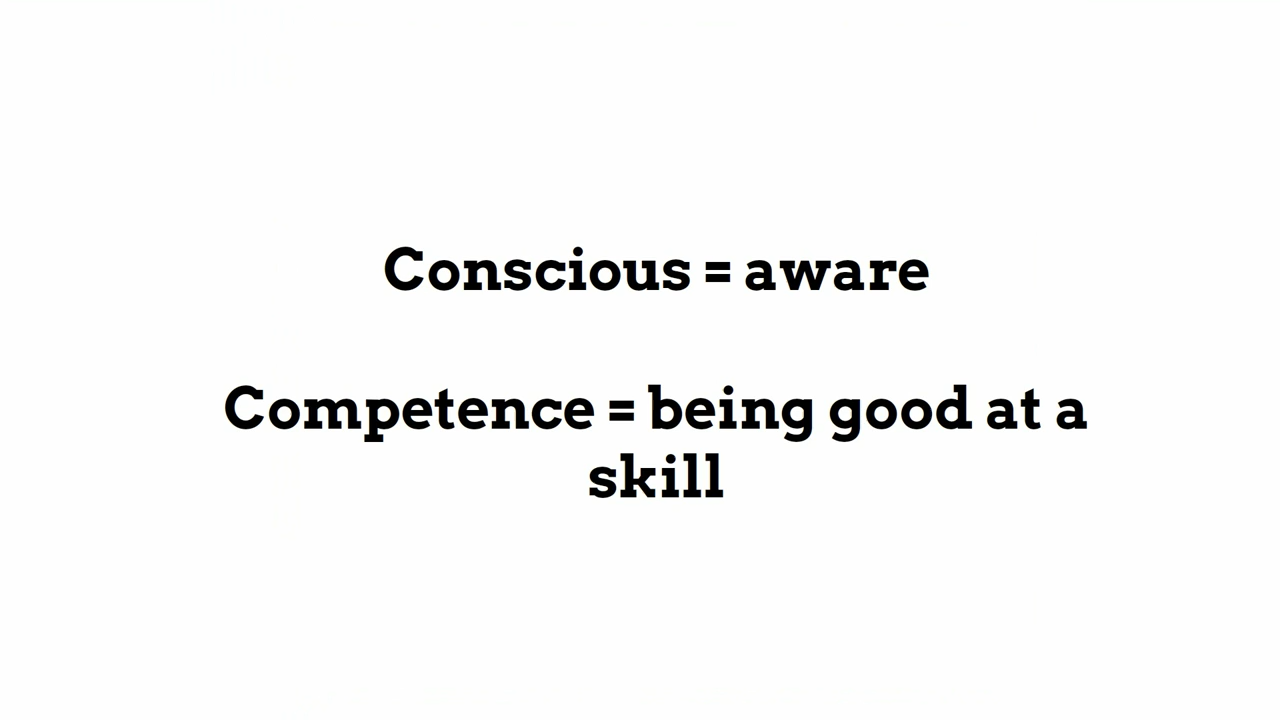 Conscious = aware
Competence = being good at a
skill